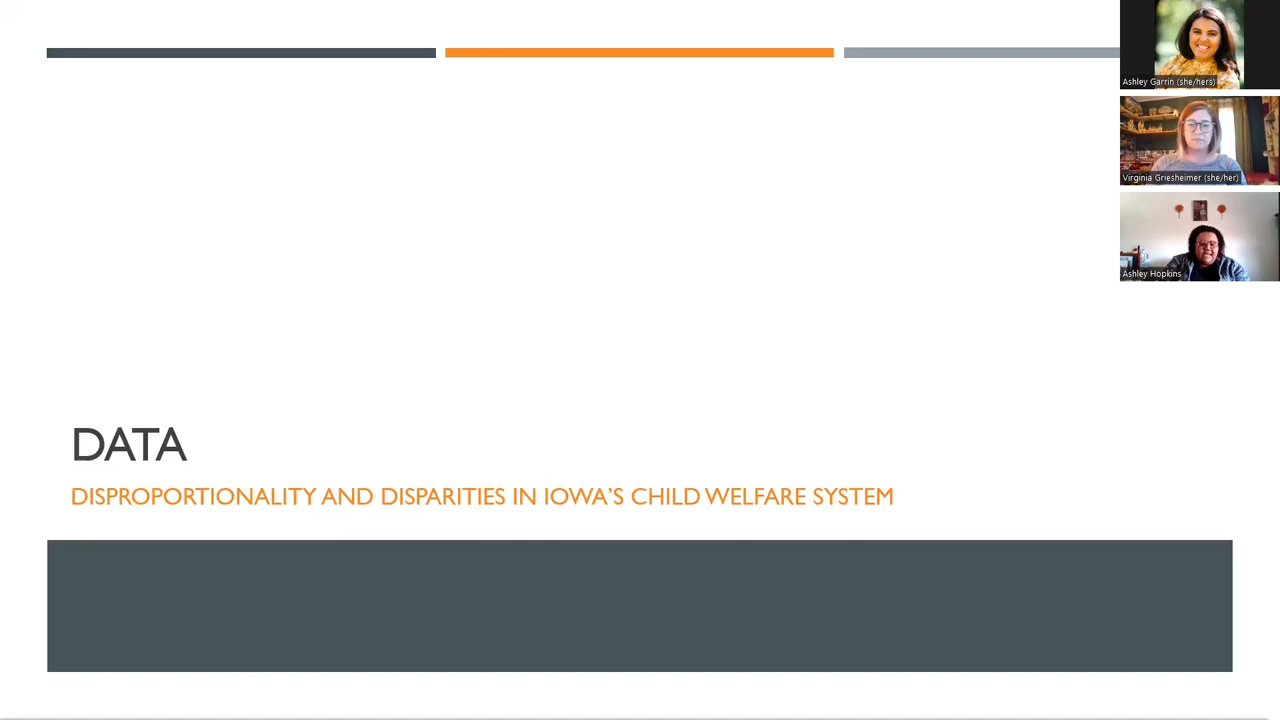 Ashley Garrin (she/hers)
Virginia Griesheimer (she/her)
Ashley Hopkins
DATA
DISPROPORTIONALITY AND DISPARITIES IN IOWA'S CHILD WELFARE SYSTEM